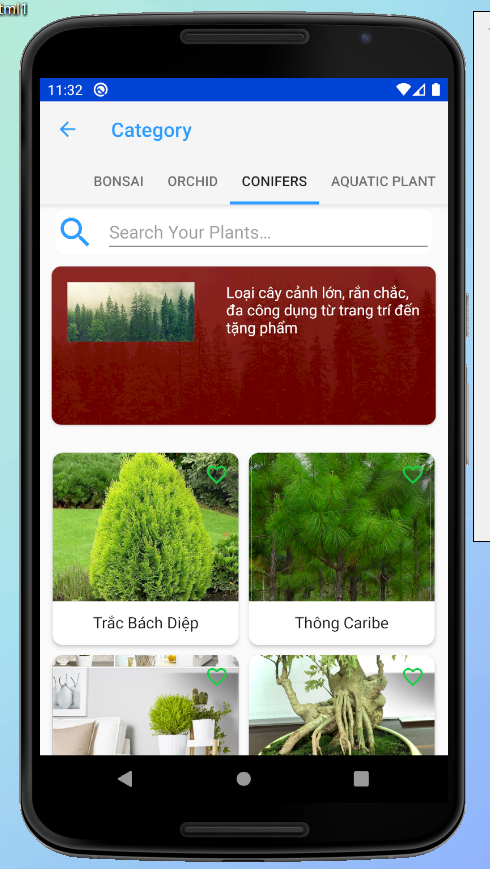 tml1
11:32
Category
BONSAI ORCHID CONIFERS AQUATIC PLANT
Search Your Plants...
Loại cây cảnh lớn, rắn chắc,
đa công dụng từ trang trí đến
tặng phẩm
Trắc Bách Diệp
Thông Caribe